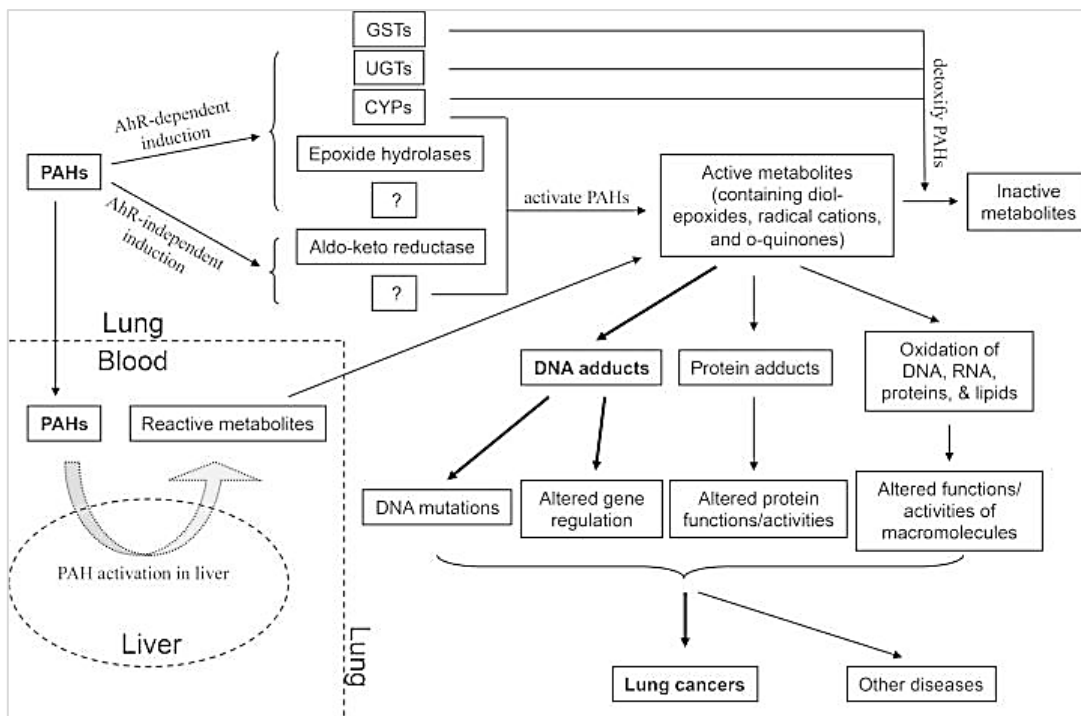 GSTs
UGTs
CYPs
Epoxide hydrolases
?
Aldo-keto reductase
?
AhR-dependent
induction
PAHs
AhR-independent
induction
activate PAHs
detoxify PAHs
Active metabolites
(containing diol-
epoxides, radical cations,
and o-quinones)
Inactive
metabolites
Lung
Blood
PAHs
Reactive metabolites
PAH activation in liver
Liver
Lung
DNA adducts
Protein adducts
Oxidation of
DNA, RNA,
proteins, & lipids
DNA mutations
Altered gene
regulation
Altered protein
functions/activities
Altered functions/
activities of
macromolecules
Lung cancers
Other diseases